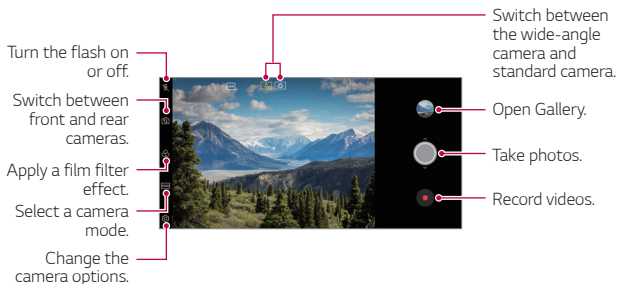 Turn the flash on
or off.
Switch between
front and rear
cameras.
Apply a film filter
effect.
Select a camera
mode.
Change the
camera options.
Switch between
the wide-angle
camera and
standard camera.
Open Gallery.
Take photos.
Record videos.